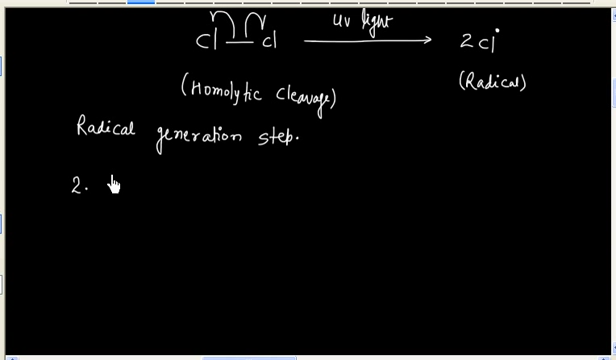 uv light
Cl — Cl ⟶ 2 Cl•
(Homolytic cleavage) (Radical)
Radical generation step.
2.